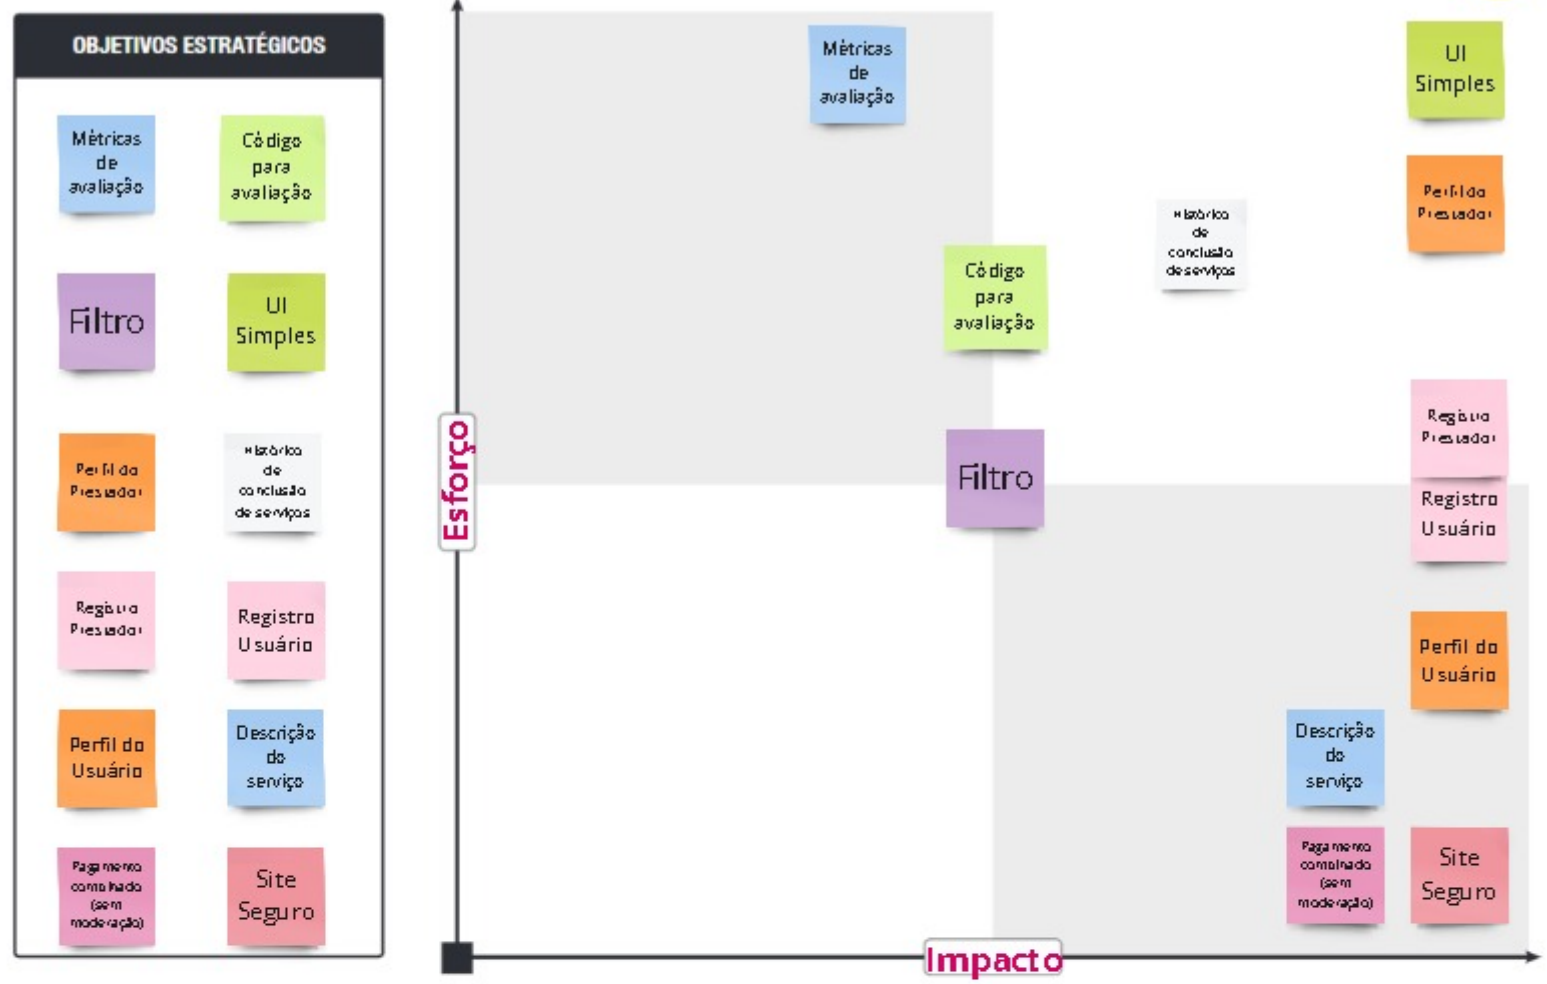 OBJETIVOS ESTRATÉGICOS
Métricas
de
avaliação
Código
para
avaliação
Filtro
UI
Simples
Perfil do
Prestador
Histórico
de
conclusão
de serviços
Registro
Prestador
Registro
Usuário
Perfil do
Usuário
Descrição
do
serviço
Pagamento
combinado
(sem
moderação)
Site
Seguro
Esforço
Métricas
de
avaliação
UI
Simples
Perfil do
Prestador
Histórico
de
conclusão
de serviços
Código
para
avaliação
Registro
Prestador
Filtro
Registro
Usuário
Perfil do
Usuário
Descrição
do
serviço
Pagamento
combinado
(sem
moderação)
Site
Seguro
Impacto